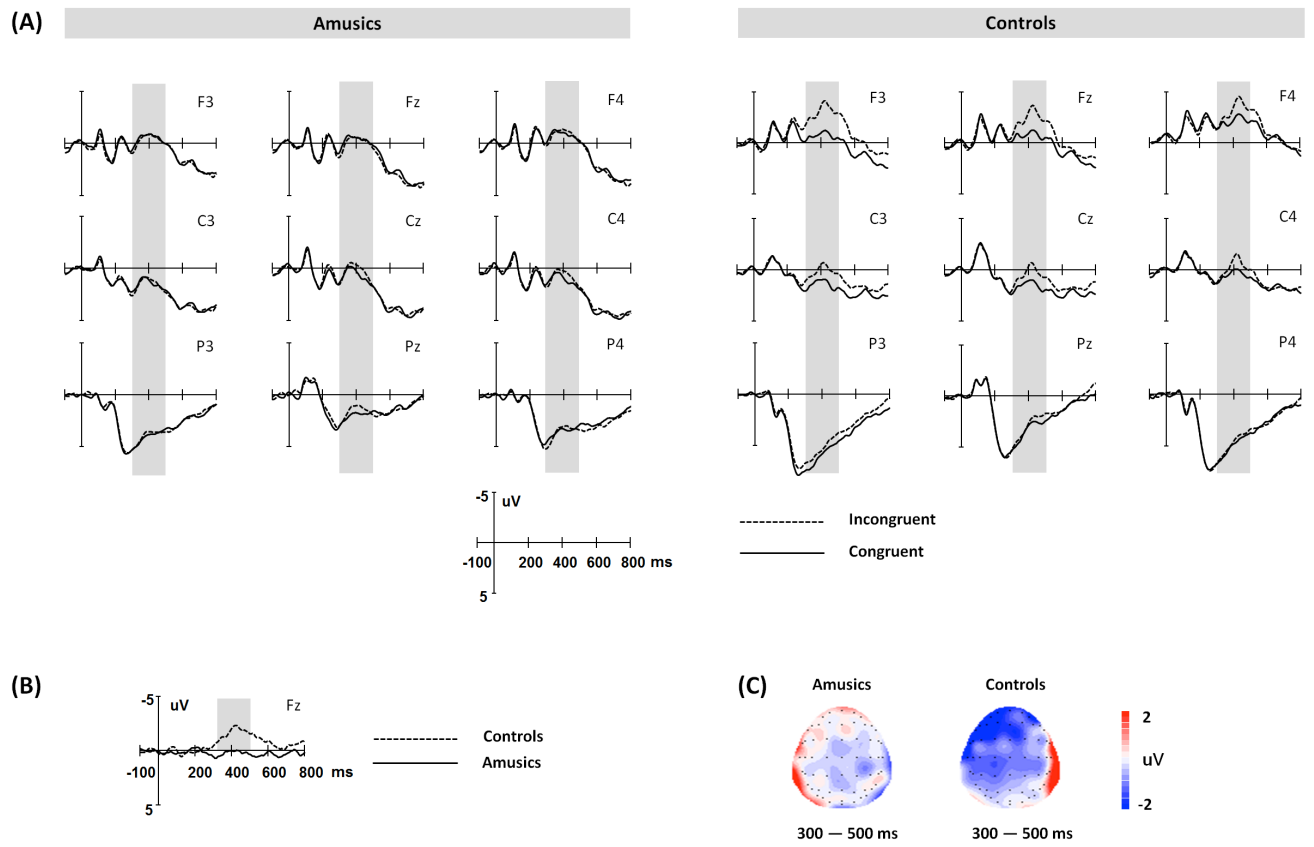 (A)
Amusics
Controls
F3 Fz F4
F3 Fz F4
C3 Cz C4
C3 Cz C4
P3 Pz P4
P3 Pz P4
-5 uV
-100 200 400 600 800 ms
5
Incongruent
Congruent
(B)
-5 uV Fz
-100 200 400 600 800 ms
5
Controls
Amusics
(C)
Amusics Controls
2
uV
-2
300 — 500 ms 300 — 500 ms